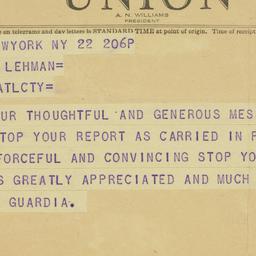 UNION
A. N. WILLIAMS
PRESIDENT
e on telegrams and day letters is STANDARD TIME at point of origin. Time of receipt
WYORK NY 22 206P
LEHMAN=
ATLCTY=
UR THOUGHTFUL AND GENEROUS MES
TOP YOUR REPORT AS CARRIED IN
FORCEFUL AND CONVINCING STOP YO
S GREATLY APPRECIATED AND MUCH
GUARDIA.